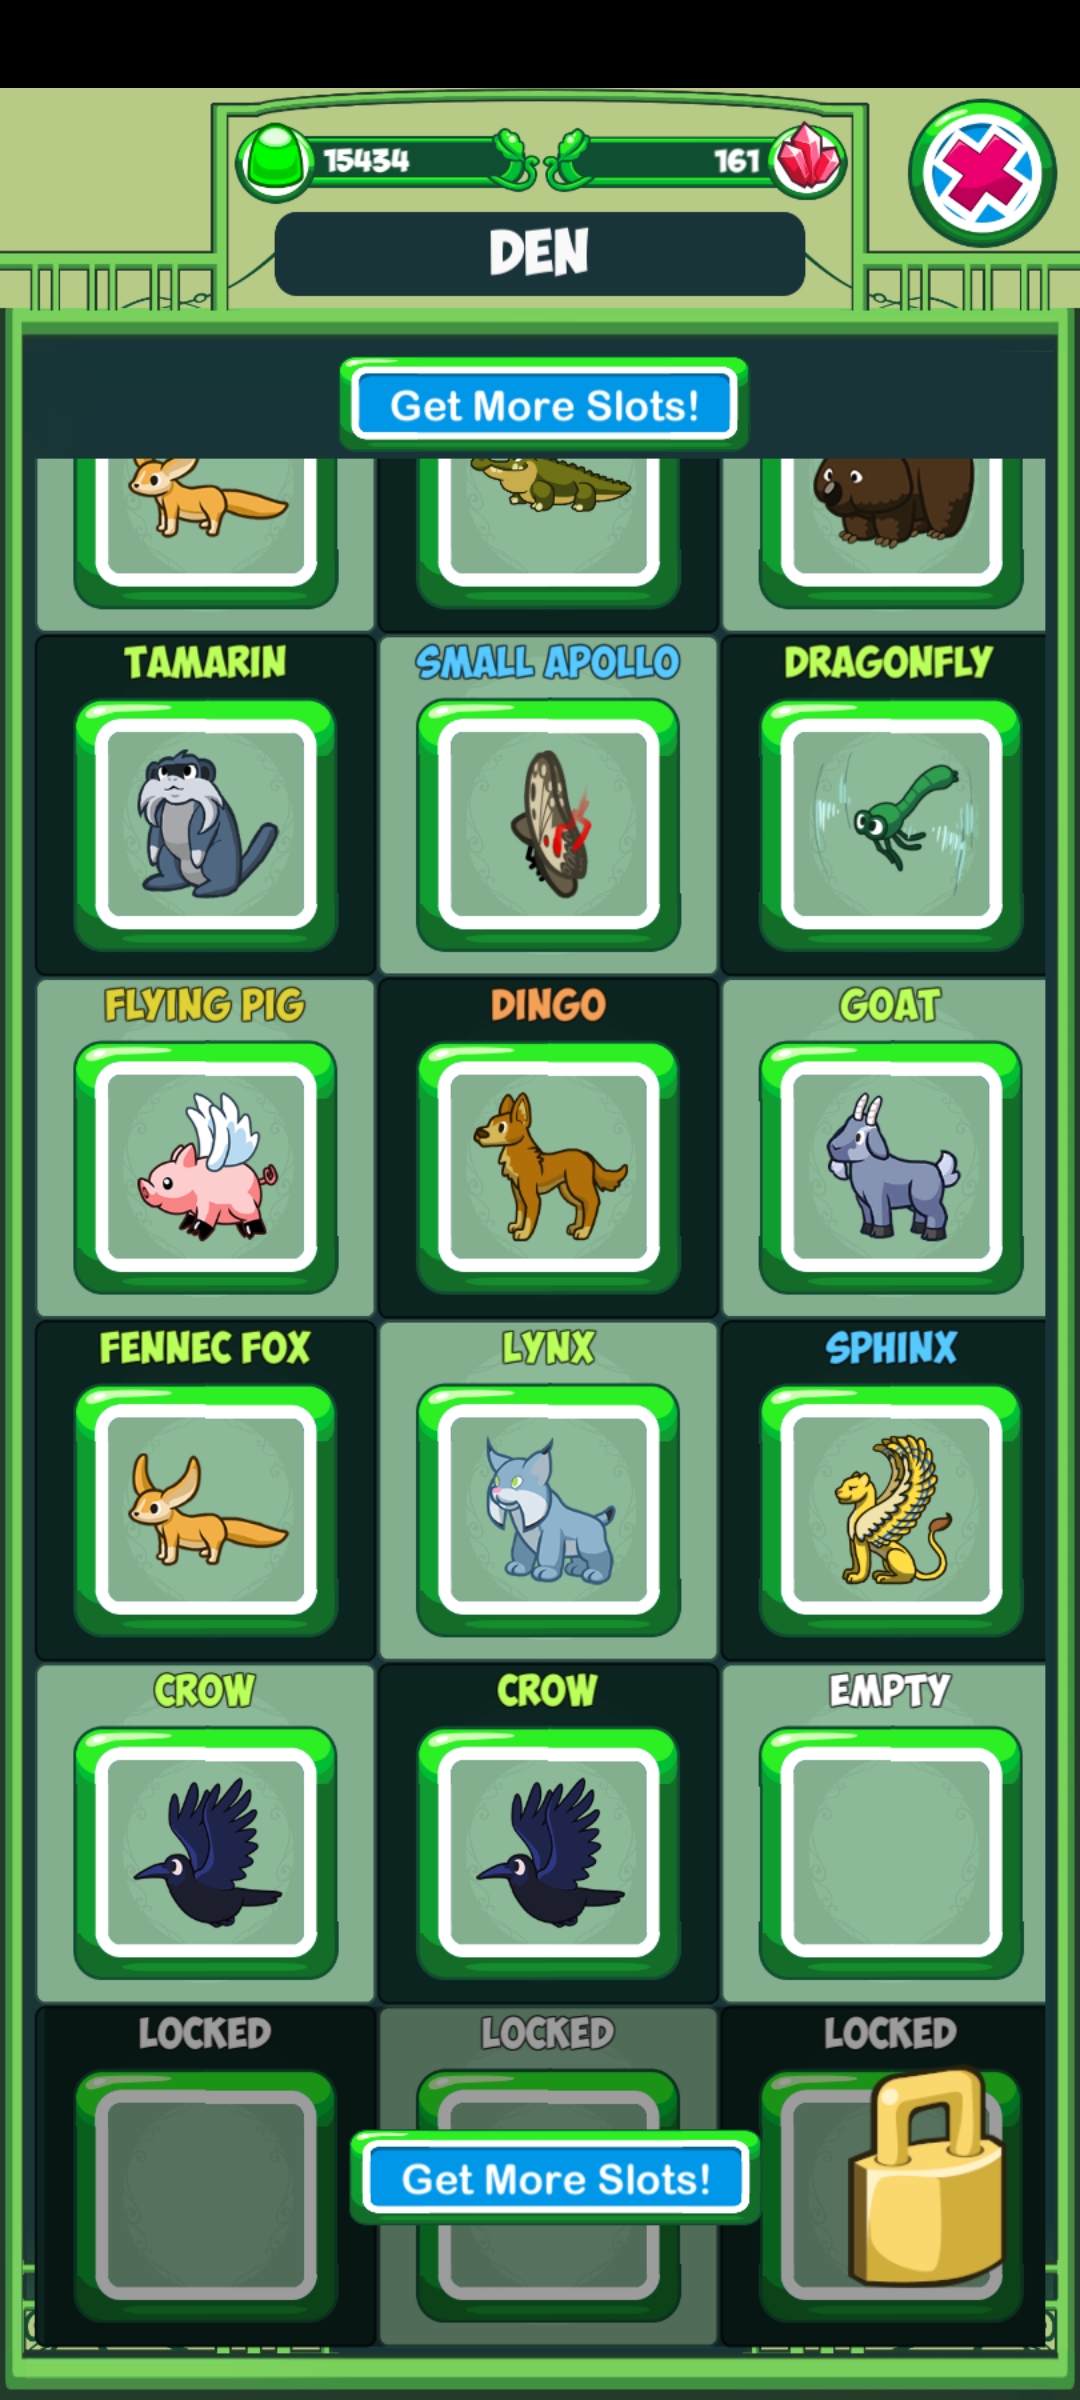 15434
161
DEN
Get More Slots!
TAMARIN
SMALL APOLLO
DRAGONFLY
FLYING PIG
DINGO
GOAT
FENNEC FOX
LYNX
SPHINX
CROW
CROW
EMPTY
LOCKED
LOCKED
LOCKED
Get More Slots!